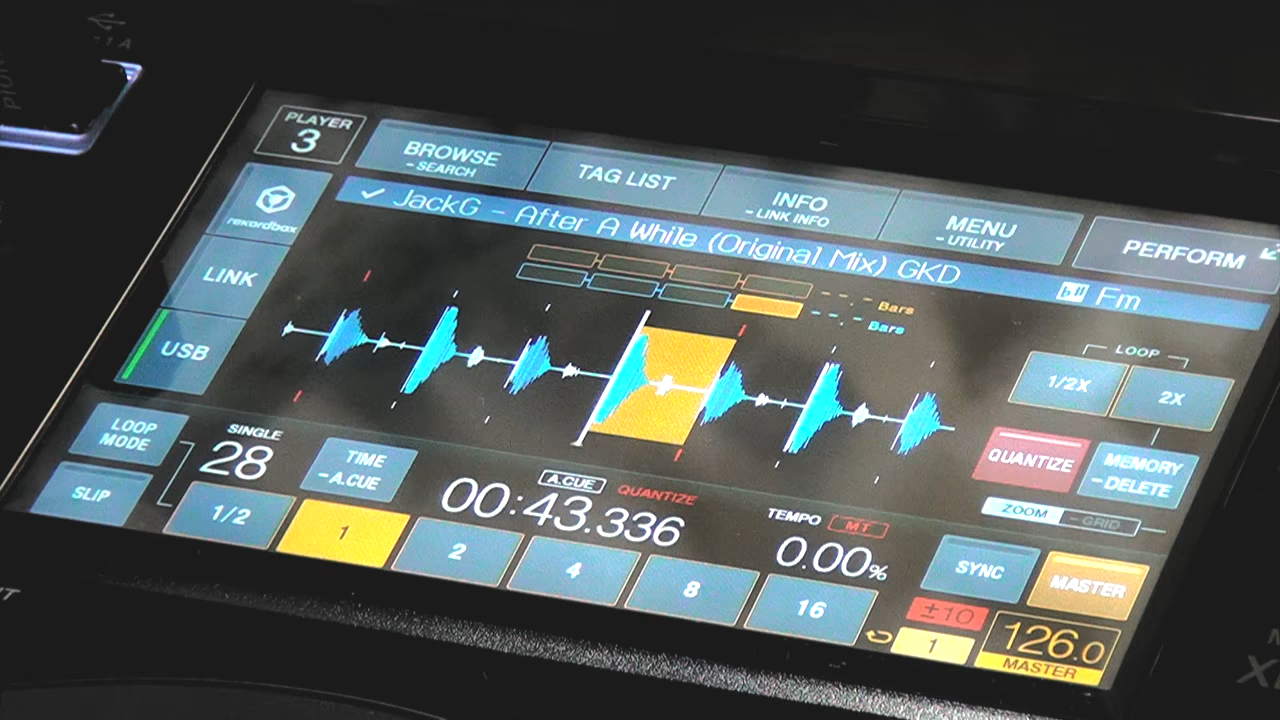 PLAYER
3
BROWSE
- SEARCH
TAG LIST
INFO
- LINK INFO
MENU
- UTILITY
PERFORM
rekordbox
JackG - After A While (Original Mix) GKD
Fm
Bars
Bars
LINK
USB
LOOP
1/2X
2X
QUANTIZE
MEMORY
- DELETE
ZOOM
- GRID
LOOP
MODE
SINGLE
28
TIME
- A.CUE
SLIP
A.CUE
QUANTIZE
00:43.336
TEMPO
MT
0.00%
SYNC
MASTER
1/2
1
2
4
8
16
±10
1
126.0
MASTER